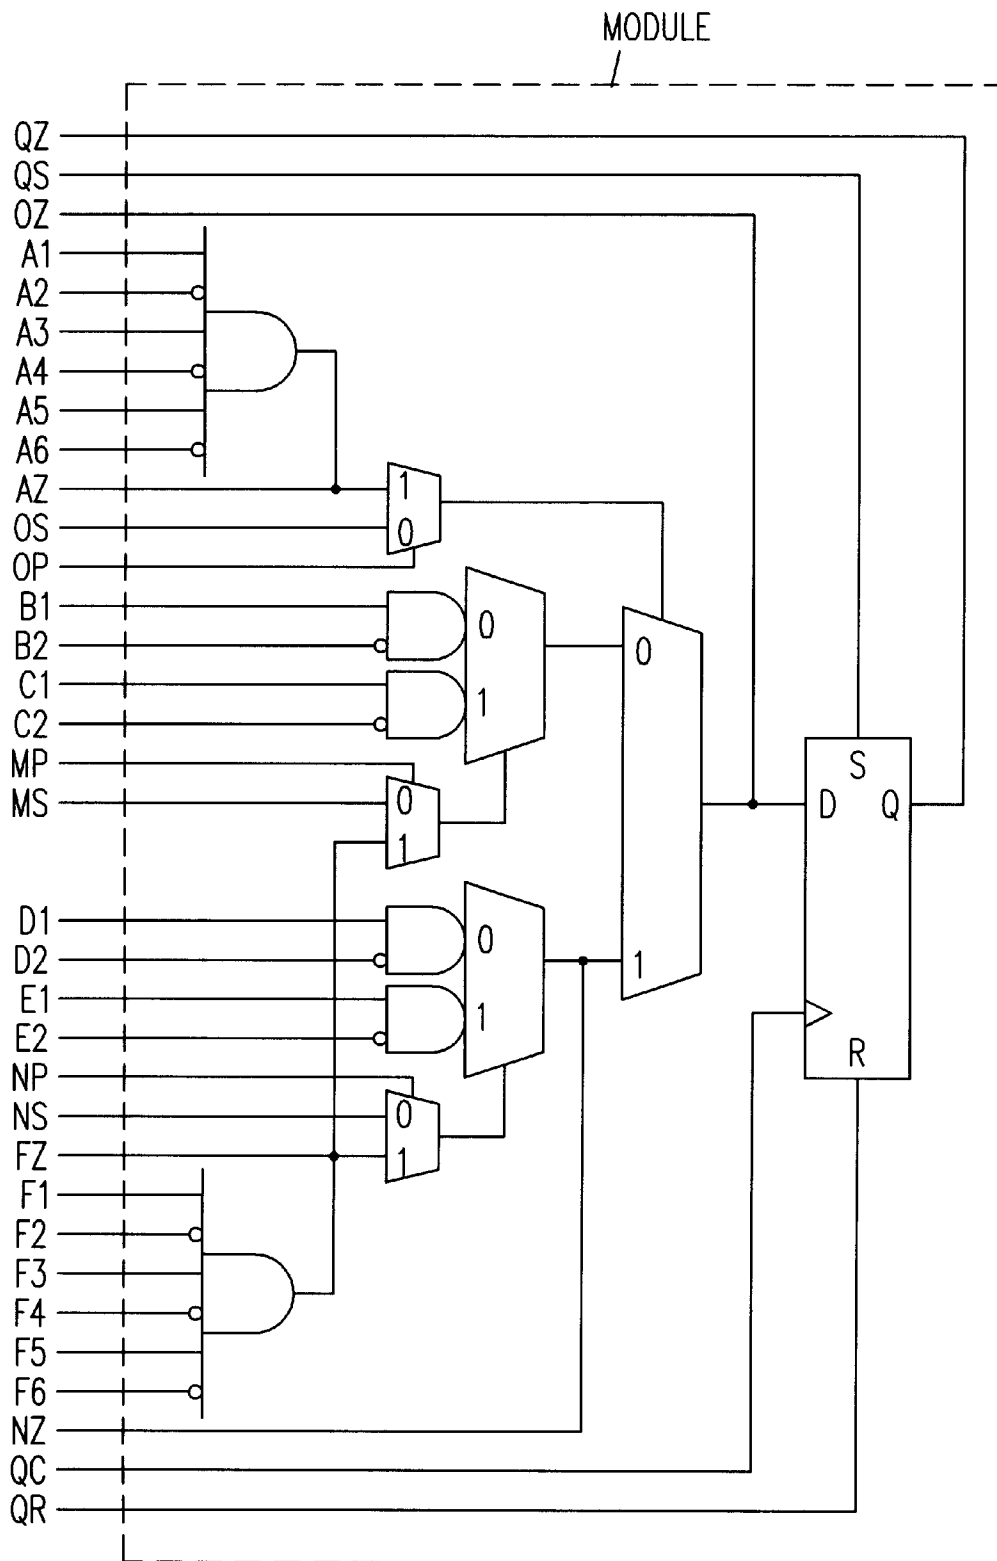 MODULE
QZ
QS
OZ
A1
A2
A3
A4
A5
A6
AZ
OS
OP
1
0
B1
B2
C1
C2
MP
MS
0
1
0
1
0
D1
D2
E1
E2
NP
NS
FZ
0
1
0
1
1
S
D Q
R
F1
F2
F3
F4
F5
F6
NZ
QC
QR